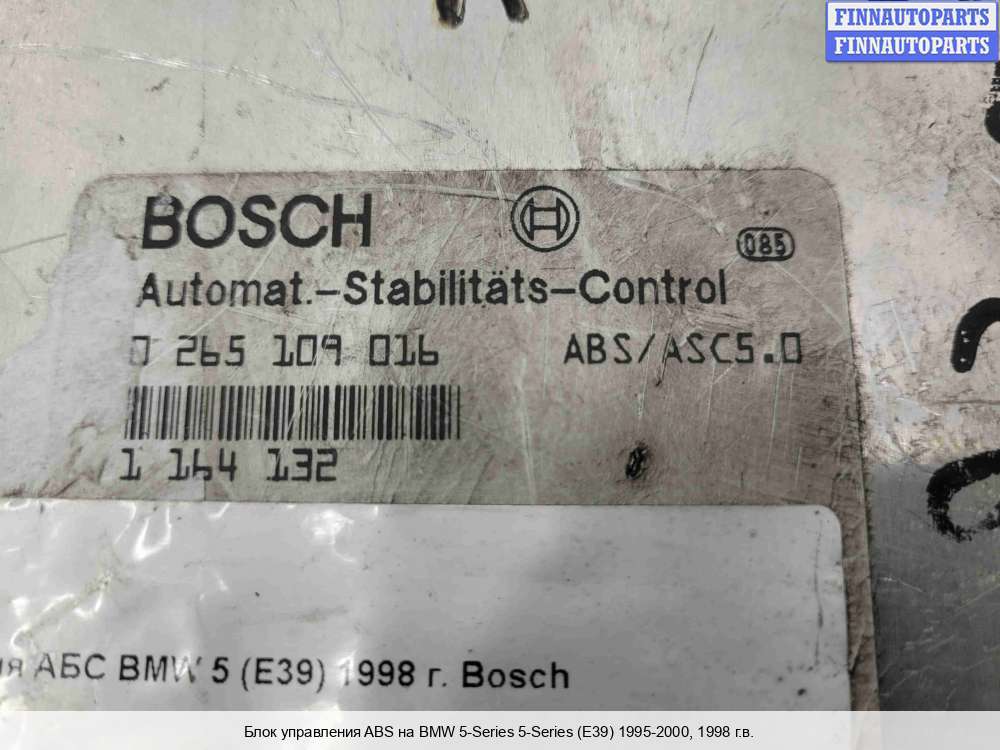 FINNAUTOPARTS
FINNAUTOPARTS
BOSCH
085
Automat.-Stabilitäts-Control
0 265 109 016 ABS/ASC5.0
1 164 132
АБС BMW 5 (E39) 1998 г. Bosch
Блок управления ABS на BMW 5-Series 5-Series (E39) 1995-2000, 1998 г.в.